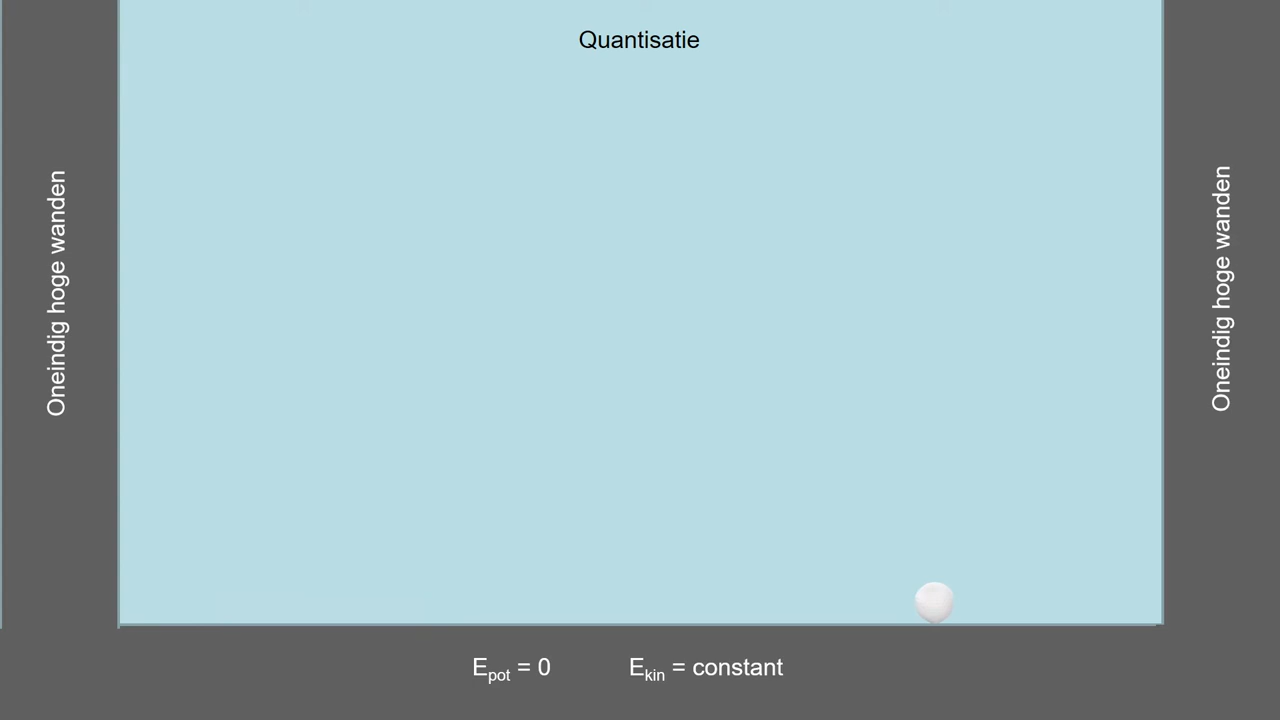 Quantisatie
Oneindig hoge wanden
Oneindig hoge wanden
Epot = 0 Ekin = constant